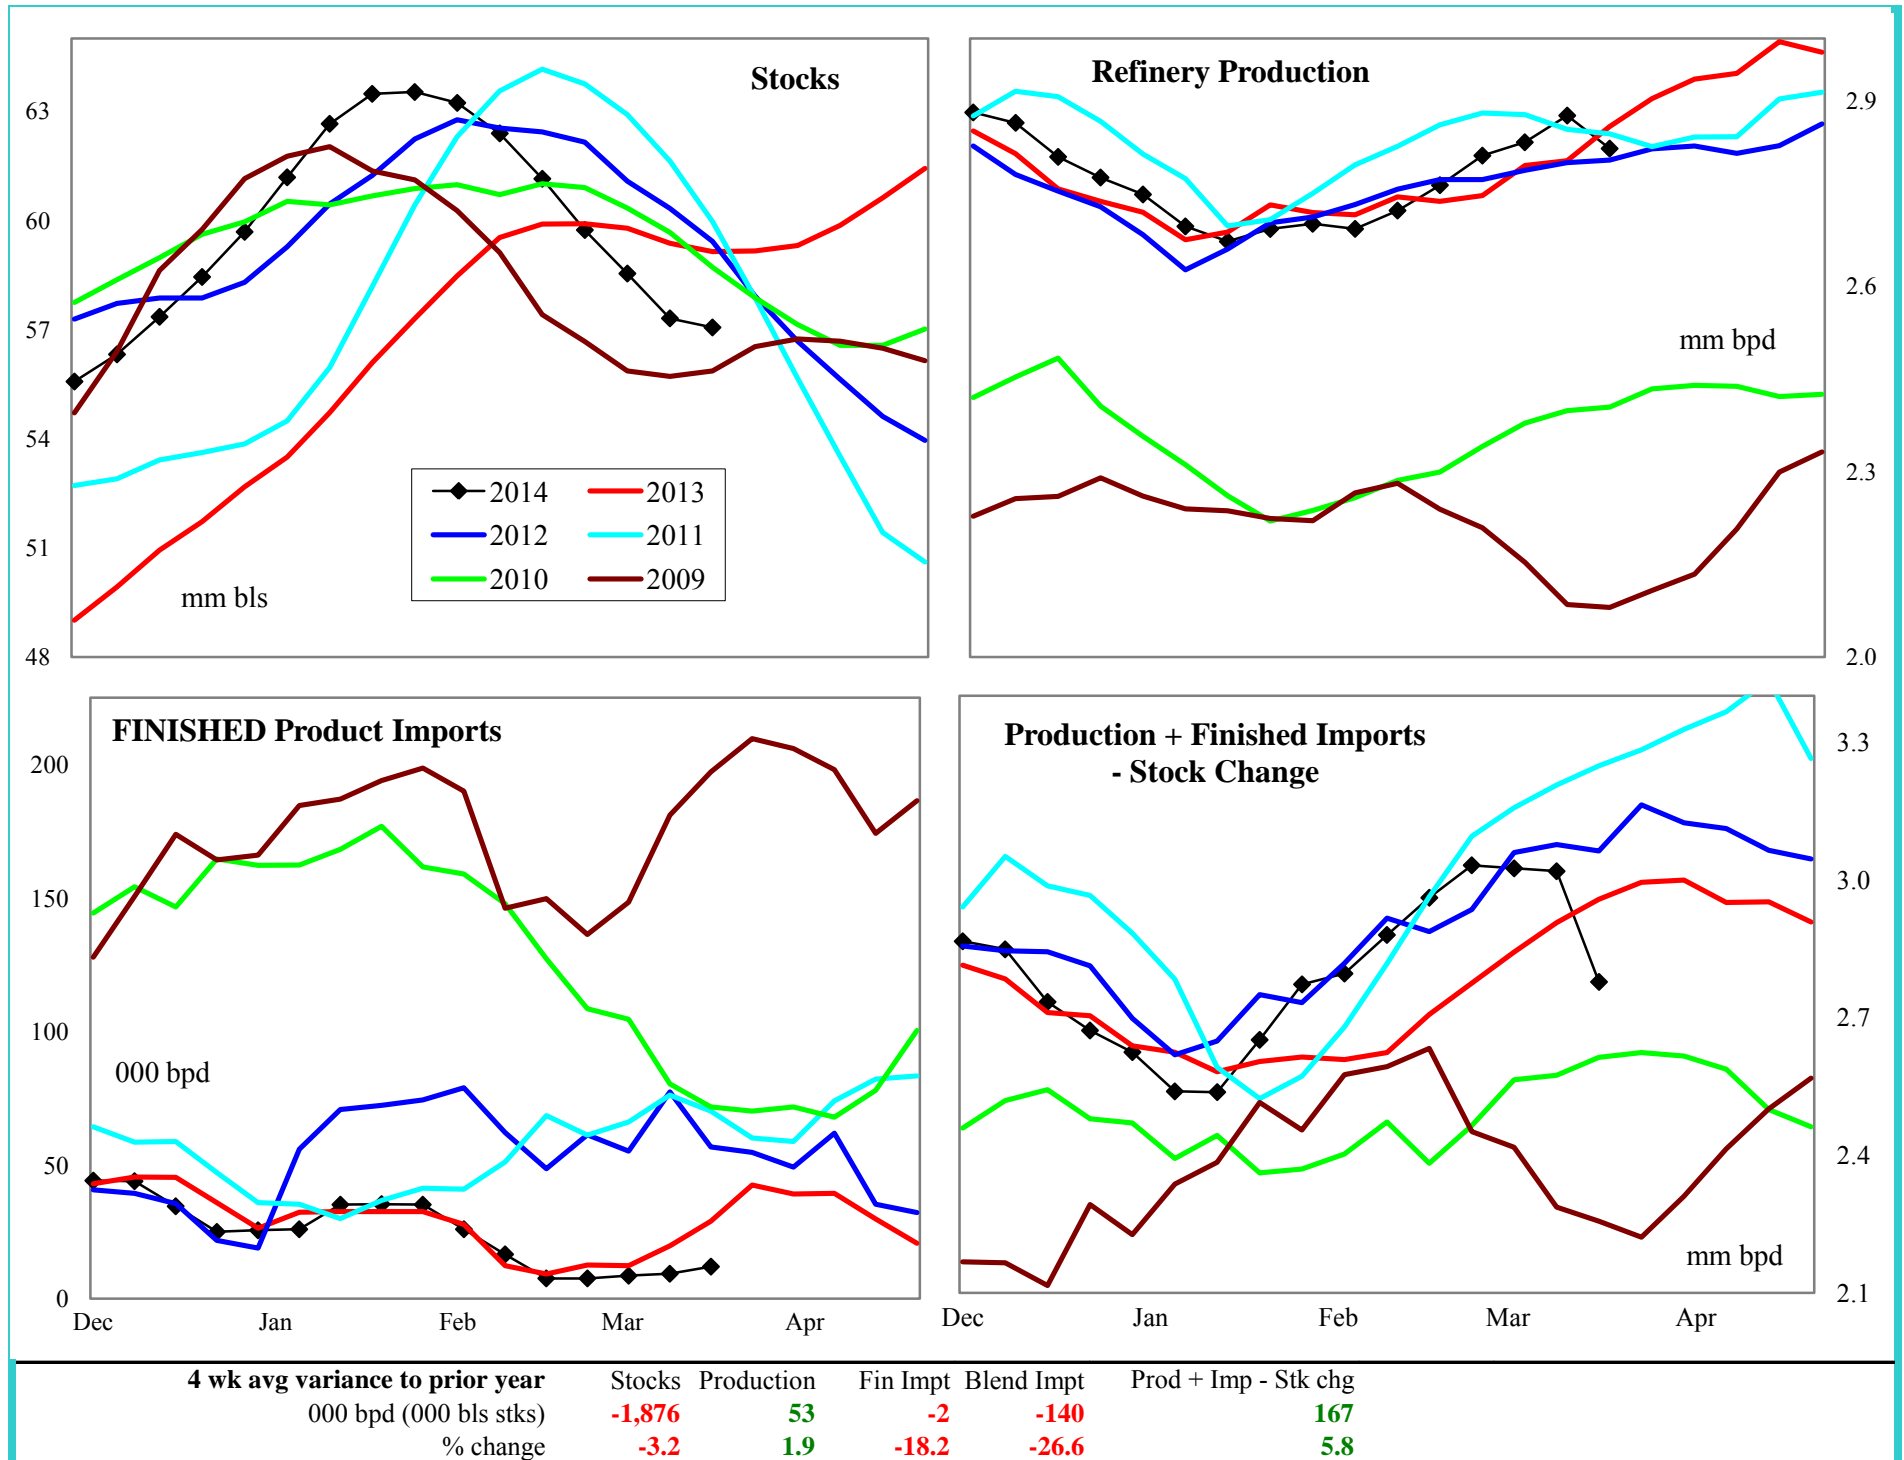 Stocks
63
60
57
54
51
48
2014 2013
2012 2011
2010 2009
mm bls
Refinery Production
2.9
2.6
mm bpd
2.3
2.0
FINISHED Product Imports
200
150
100
000 bpd
50
0
Dec Jan Feb Mar Apr
Production + Finished Imports
- Stock Change
3.3
3.0
2.7
2.4
mm bpd
2.1
Dec Jan Feb Mar Apr
4 wk avg variance to prior year Stocks Production Fin Impt Blend Impt Prod + Imp - Stk chg
000 bpd (000 bls stks) -1,876 53 -2 -140 167
% change -3.2 1.9 -18.2 -26.6 5.8